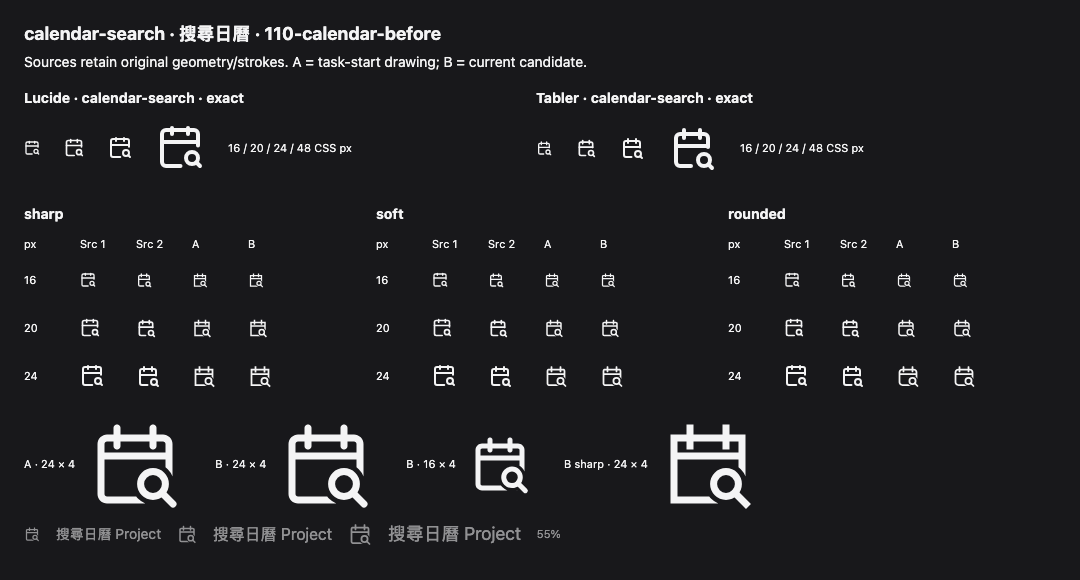 calendar-search · 搜尋日曆 · 110-calendar-before
Sources retain original geometry/strokes. A = task-start drawing; B = current candidate.
Lucide · calendar-search · exact
Tabler · calendar-search · exact
16 / 20 / 24 / 48 CSS px
16 / 20 / 24 / 48 CSS px
sharp
soft
rounded
px Src 1 Src 2 A B
px Src 1 Src 2 A B
px Src 1 Src 2 A B
16
16
16
20
20
20
24
24
24
A · 24 × 4
B · 24 × 4
B · 16 × 4
B sharp · 24 × 4
搜尋日曆 Project
搜尋日曆 Project
搜尋日曆 Project
55%